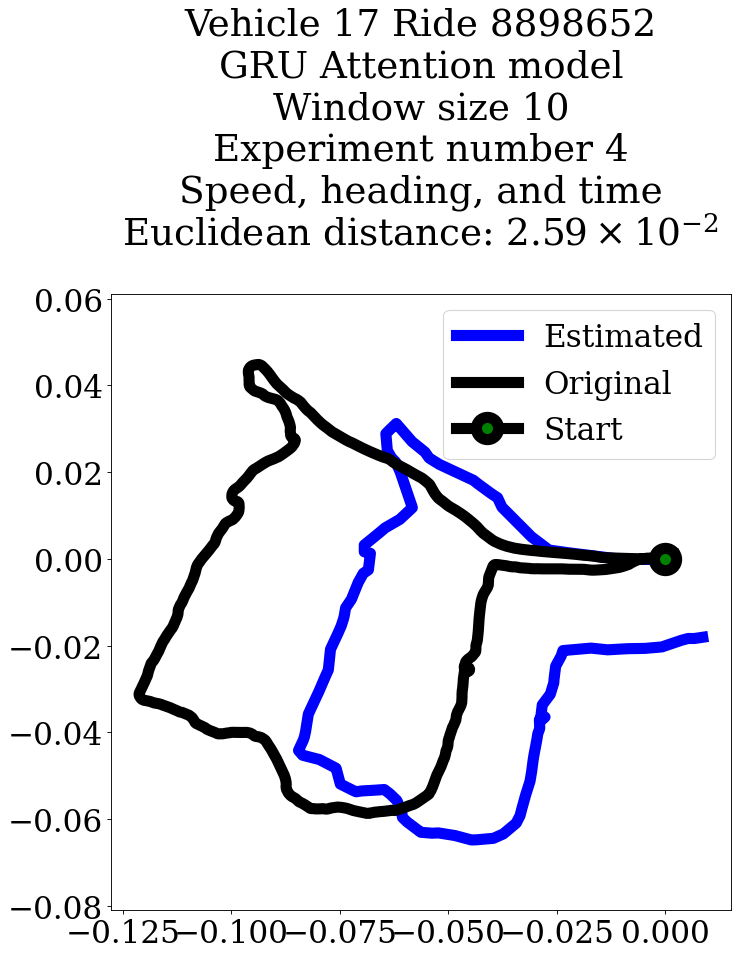 Vehicle 17 Ride 8898652
GRU Attention model
Window size 10
Experiment number 4
Speed, heading, and time
Euclidean distance: 2.59 × 10⁻²
0.06
0.04
0.02
0.00
−0.02
−0.04
−0.06
−0.08
Estimated
Original
Start
−0.125 −0.100 −0.075 −0.050 −0.025 0.000